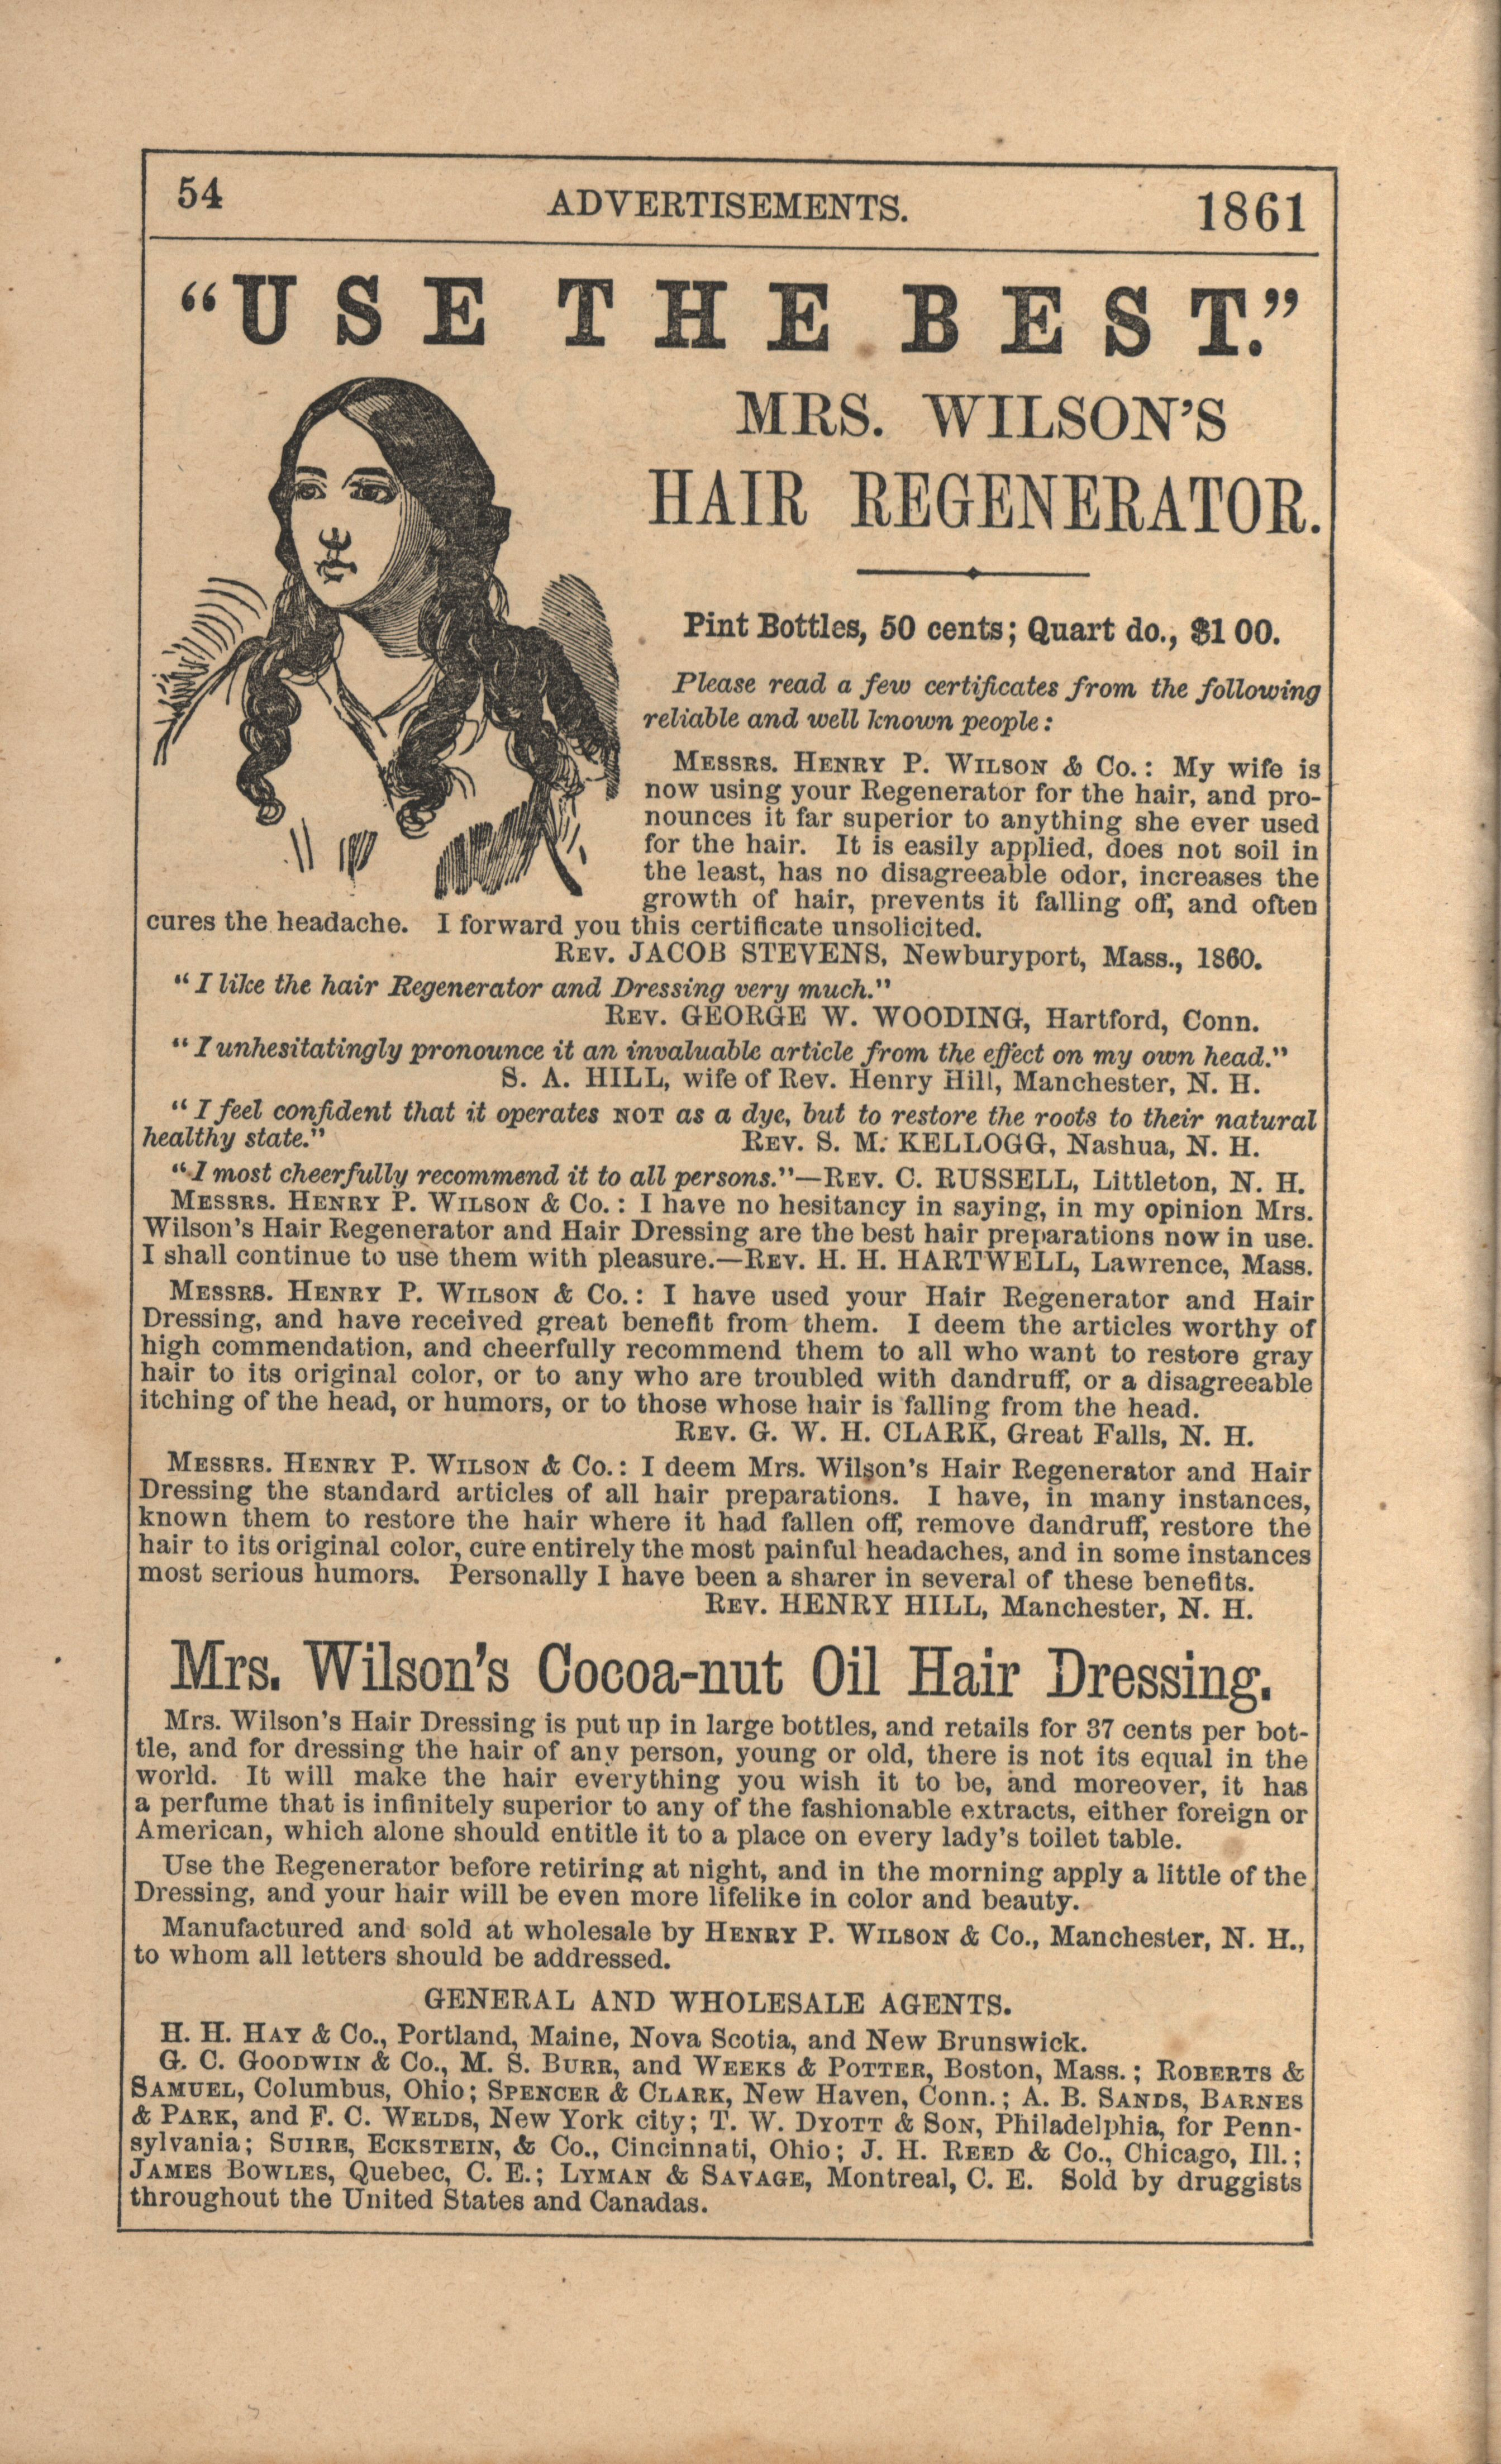 54 ADVERTISEMENTS. 1861
“USE THE BEST.”
MRS. WILSON’S
HAIR REGENERATOR.
Pint Bottles, 50 cents; Quart do., $1 00.
Please read a few certificates from the following
reliable and well known people:
MESSRS. HENRY P. WILSON & CO.: My wife is
now using your Regenerator for the hair, and pro-
nounces it far superior to anything she ever used
for the hair. It is easily applied, does not soil in
the least, has no disagreeable odor, increases the
growth of hair, prevents it falling off, and often
cures the headache. I forward you this certificate unsolicited.
REV. JACOB STEVENS, Newburyport, Mass., 1860.
“I like the hair Regenerator and Dressing very much.”
REV. GEORGE W. WOODING, Hartford, Conn.
“I unhesitatingly pronounce it an invaluable article from the effect on my own head.”
S. A. HILL, wife of Rev. Henry Hill, Manchester, N. H.
“I feel confident that it operates NOT as a dye, but to restore the roots to their natural
healthy state.” REV. S. M. KELLOGG, Nashua, N. H.
“I most cheerfully recommend it to all persons.”—REV. C. RUSSELL, Littleton, N. H.
MESSRS. HENRY P. WILSON & CO.: I have no hesitancy in saying, in my opinion Mrs.
Wilson’s Hair Regenerator and Hair Dressing are the best hair preparations now in use.
I shall continue to use them with pleasure.—REV. H. H. HARTWELL, Lawrence, Mass.
MESSRS. HENRY P. WILSON & CO.: I have used your Hair Regenerator and Hair
Dressing, and have received great benefit from them. I deem the articles worthy of
high commendation, and cheerfully recommend them to all who want to restore gray
hair to its original color, or to any who are troubled with dandruff, or a disagreeable
itching of the head, or humors, or to those whose hair is falling from the head.
REV. G. W. H. CLARK, Great Falls, N. H.
MESSRS. HENRY P. WILSON & CO.: I deem Mrs. Wilson’s Hair Regenerator and Hair
Dressing the standard articles of all hair preparations. I have, in many instances,
known them to restore the hair where it had fallen off, remove dandruff, restore the
hair to its original color, cure entirely the most painful headaches, and in some instances
most serious humors. Personally I have been a sharer in several of these benefits.
REV. HENRY HILL, Manchester, N. H.
Mrs. Wilson’s Cocoa-nut Oil Hair Dressing.
Mrs. Wilson’s Hair Dressing is put up in large bottles, and retails for 37 cents per bot-
tle, and for dressing the hair of any person, young or old, there is not its equal in the
world. It will make the hair everything you wish it to be, and moreover, it has
a perfume that is infinitely superior to any of the fashionable extracts, either foreign or
American, which alone should entitle it to a place on every lady’s toilet table.
Use the Regenerator before retiring at night, and in the morning apply a little of the
Dressing, and your hair will be even more lifelike in color and beauty.
Manufactured and sold at wholesale by HENRY P. WILSON & CO., Manchester, N. H.,
to whom all letters should be addressed.
GENERAL AND WHOLESALE AGENTS.
H. H. HAY & CO., Portland, Maine, Nova Scotia, and New Brunswick.
G. C. GOODWIN & CO., M. S. BURR, and WEEKS & POTTER, Boston, Mass.; ROBERTS &
SAMUEL, Columbus, Ohio; SPENCER & CLARK, New Haven, Conn.; A. B. SANDS, BARNES
& PARK, and F. C. WELDS, New York city; T. W. DYOTT & SON, Philadelphia, for Penn-
sylvania; SUIRE, ECKSTEIN, & CO., Cincinnati, Ohio; J. H. REED & CO., Chicago, Ill.;
JAMES BOWLES, Quebec, C. E.; LYMAN & SAVAGE, Montreal, C. E. Sold by druggists
throughout the United States and Canadas.